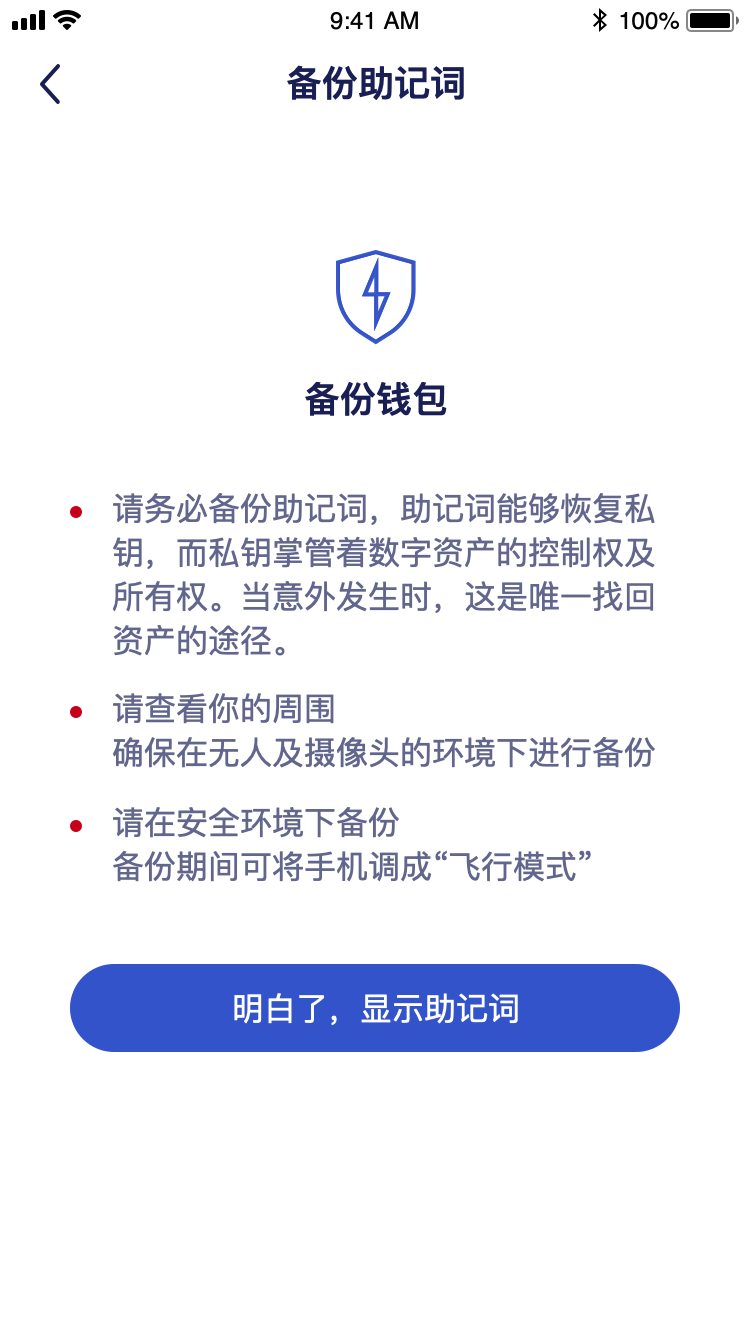 9:41 AM
100%
备份助记词
备份钱包
请务必备份助记词，助记词能够恢复私
钥，而私钥掌管着数字资产的控制权及
所有权。当意外发生时，这是唯一找回
资产的途径。
请查看你的周围
确保在无人及摄像头的环境下进行备份
请在安全环境下备份
备份期间可将手机调成“飞行模式”
明白了，显示助记词